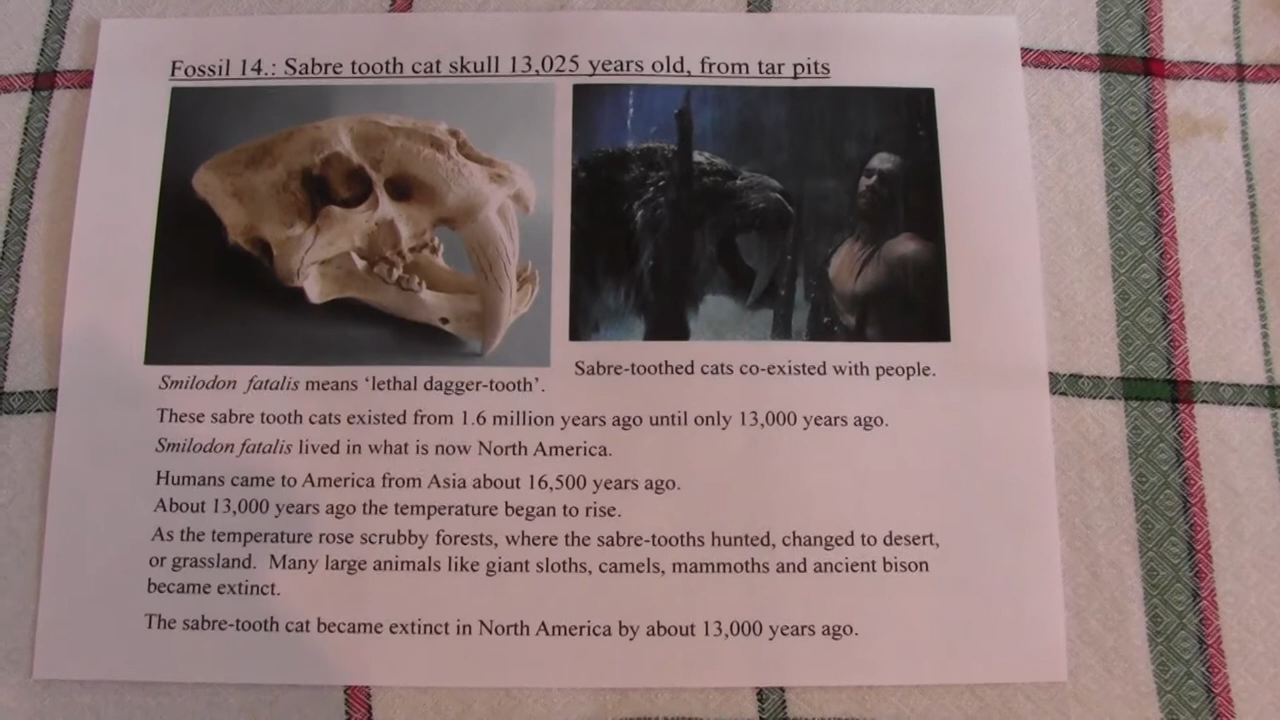 Fossil 14.: Sabre tooth cat skull 13,025 years old, from tar pits
Smilodon fatalis means ‘lethal dagger-tooth’.
Sabre-toothed cats co-existed with people.
These sabre tooth cats existed from 1.6 million years ago until only 13,000 years ago.
Smilodon fatalis lived in what is now North America.
Humans came to America from Asia about 16,500 years ago.
About 13,000 years ago the temperature began to rise.
As the temperature rose scrubby forests, where the sabre-tooths hunted, changed to desert,
or grassland. Many large animals like giant sloths, camels, mammoths and ancient bison
became extinct.
The sabre-tooth cat became extinct in North America by about 13,000 years ago.